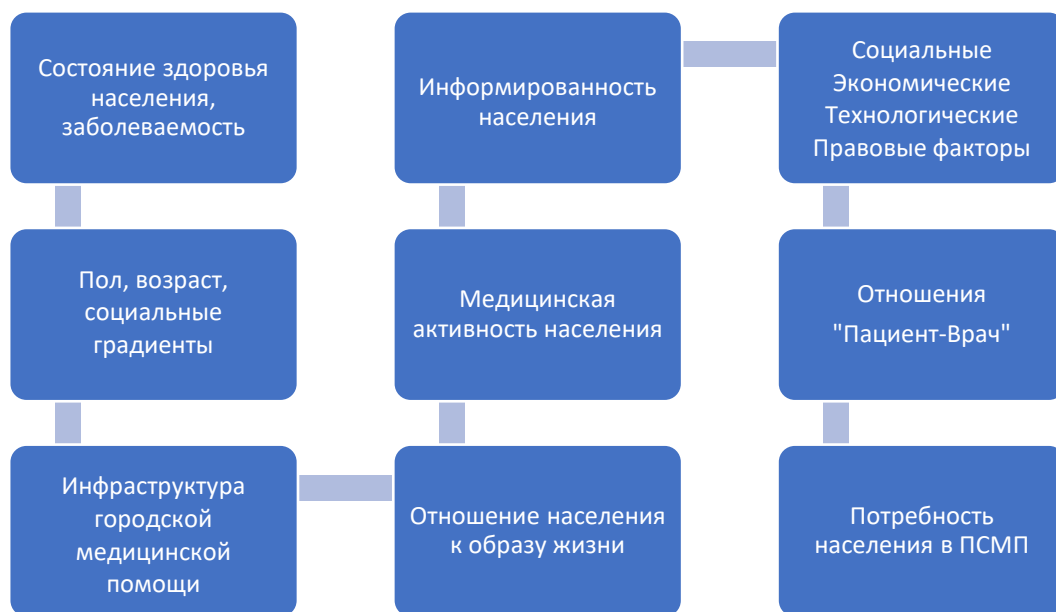 Состояние здоровья
населения,
заболеваемость
Пол, возраст,
социальные
градиенты
Инфраструктура
городской
медицинской
помощи
Отношение населения
к образу жизни
Медицинская
активность населения
Информированность
населения
Социальные
Экономические
Технологические
Правовые факторы
Отношения
"Пациент-Врач"
Потребность
населения в ПСМП